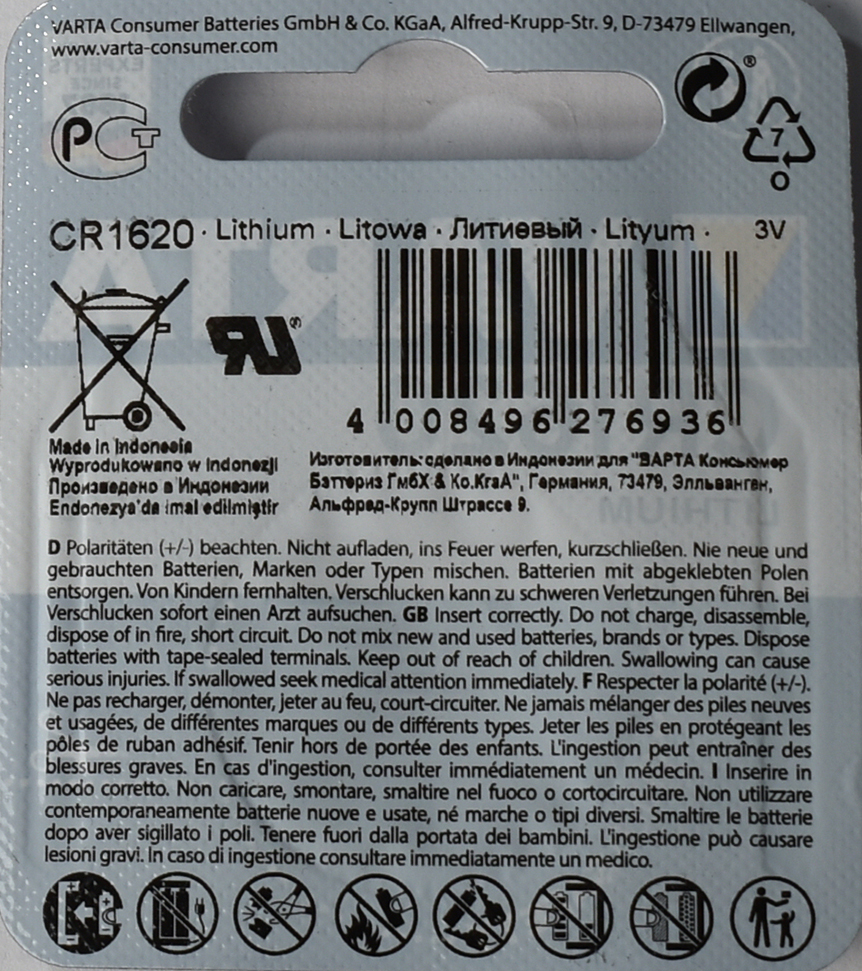 VARTA Consumer Batteries GmbH & Co. KGaA, Alfred-Krupp-Str. 9, D-73479 Ellwangen,
www.varta-consumer.com
®
PCT
7
O
CR1620 · Lithium · Litowa · Литиевый · Lityum · 3V
®
4 008496 276936
Made in Indonesia
Wyprodukowano w Indonezji
Произведено в Индонезии
Endonezya'da imal edilmiştir
Изготовитель: сделано в Индонезии для "ВАРТА Консьюмер
Баттериз ГмбХ & Ко.КгаА", Германия, 73479, Элльванген,
Альфред-Крупп Штрассе 9.
D Polaritäten (+/-) beachten. Nicht aufladen, ins Feuer werfen, kurzschließen. Nie neue und
gebrauchten Batterien, Marken oder Typen mischen. Batterien mit abgeklebten Polen
entsorgen. Von Kindern fernhalten. Verschlucken kann zu schweren Verletzungen führen. Bei
Verschlucken sofort einen Arzt aufsuchen. GB Insert correctly. Do not charge, disassemble,
dispose of in fire, short circuit. Do not mix new and used batteries, brands or types. Dispose
batteries with tape-sealed terminals. Keep out of reach of children. Swallowing can cause
serious injuries. If swallowed seek medical attention immediately. F Respecter la polarité (+/-).
Ne pas recharger, démonter, jeter au feu, court-circuiter. Ne jamais mélanger des piles neuves
et usagées, de différentes marques ou de différents types. Jeter les piles en protégeant les
pôles de ruban adhésif. Tenir hors de portée des enfants. L'ingestion peut entraîner des
blessures graves. En cas d'ingestion, consulter immédiatement un médecin. I Inserire in
modo corretto. Non caricare, smontare, smaltire nel fuoco o cortocircuitare. Non utilizzare
contemporaneamente batterie nuove e usate, né marche o tipi diversi. Smaltire le batterie
dopo aver sigillato i poli. Tenere fuori dalla portata dei bambini. L'ingestione può causare
lesioni gravi. In caso di ingestione consultare immediatamente un medico.